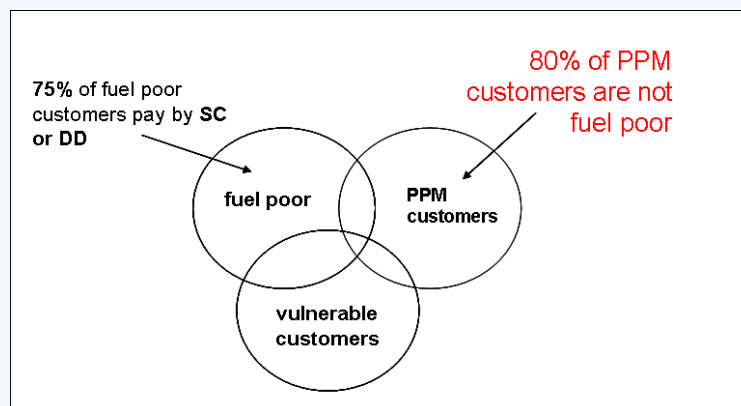 75% of fuel poor
customers pay by SC
or DD
80% of PPM
customers are not
fuel poor
fuel poor
PPM
customers
vulnerable
customers